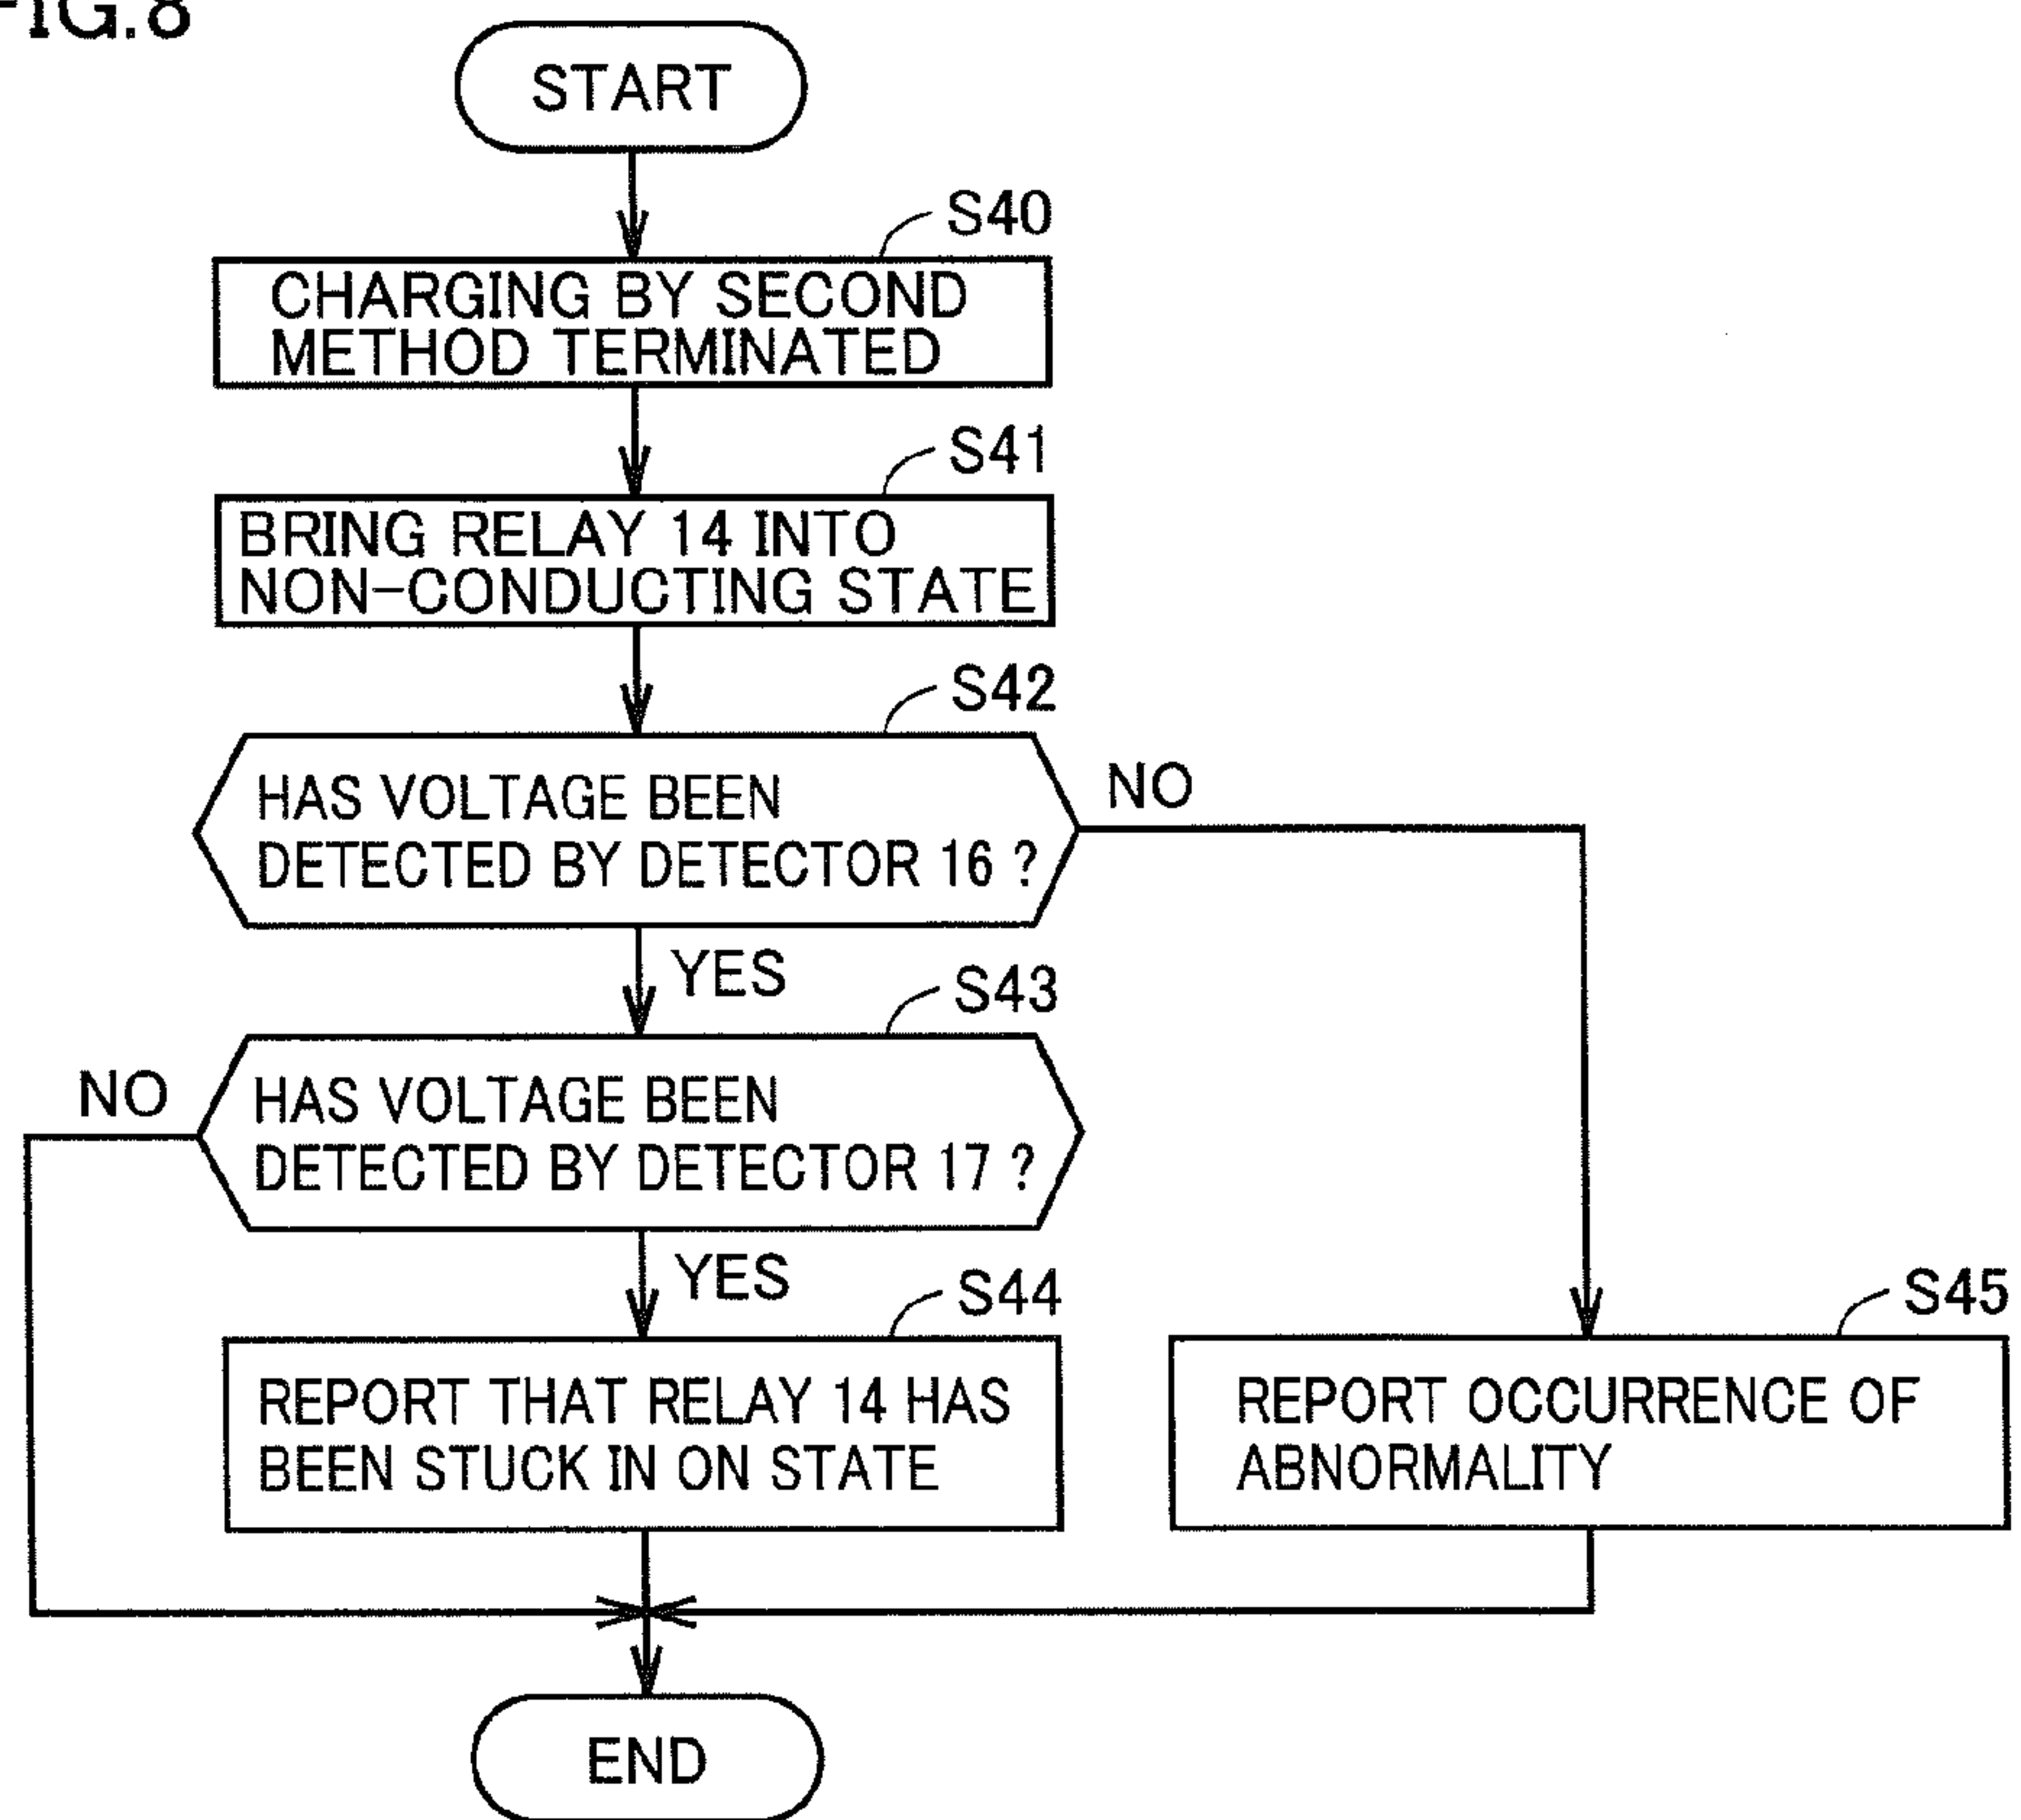 FIG.8
START
S40
CHARGING BY SECOND
METHOD TERMINATED
S41
BRING RELAY 14 INTO
NON-CONDUCTING STATE
S42
HAS VOLTAGE BEEN
DETECTED BY DETECTOR 16 ?
NO
YES
S43
NO
HAS VOLTAGE BEEN
DETECTED BY DETECTOR 17 ?
YES
S44
REPORT THAT RELAY 14 HAS
BEEN STUCK IN ON STATE
S45
REPORT OCCURRENCE OF
ABNORMALITY
END